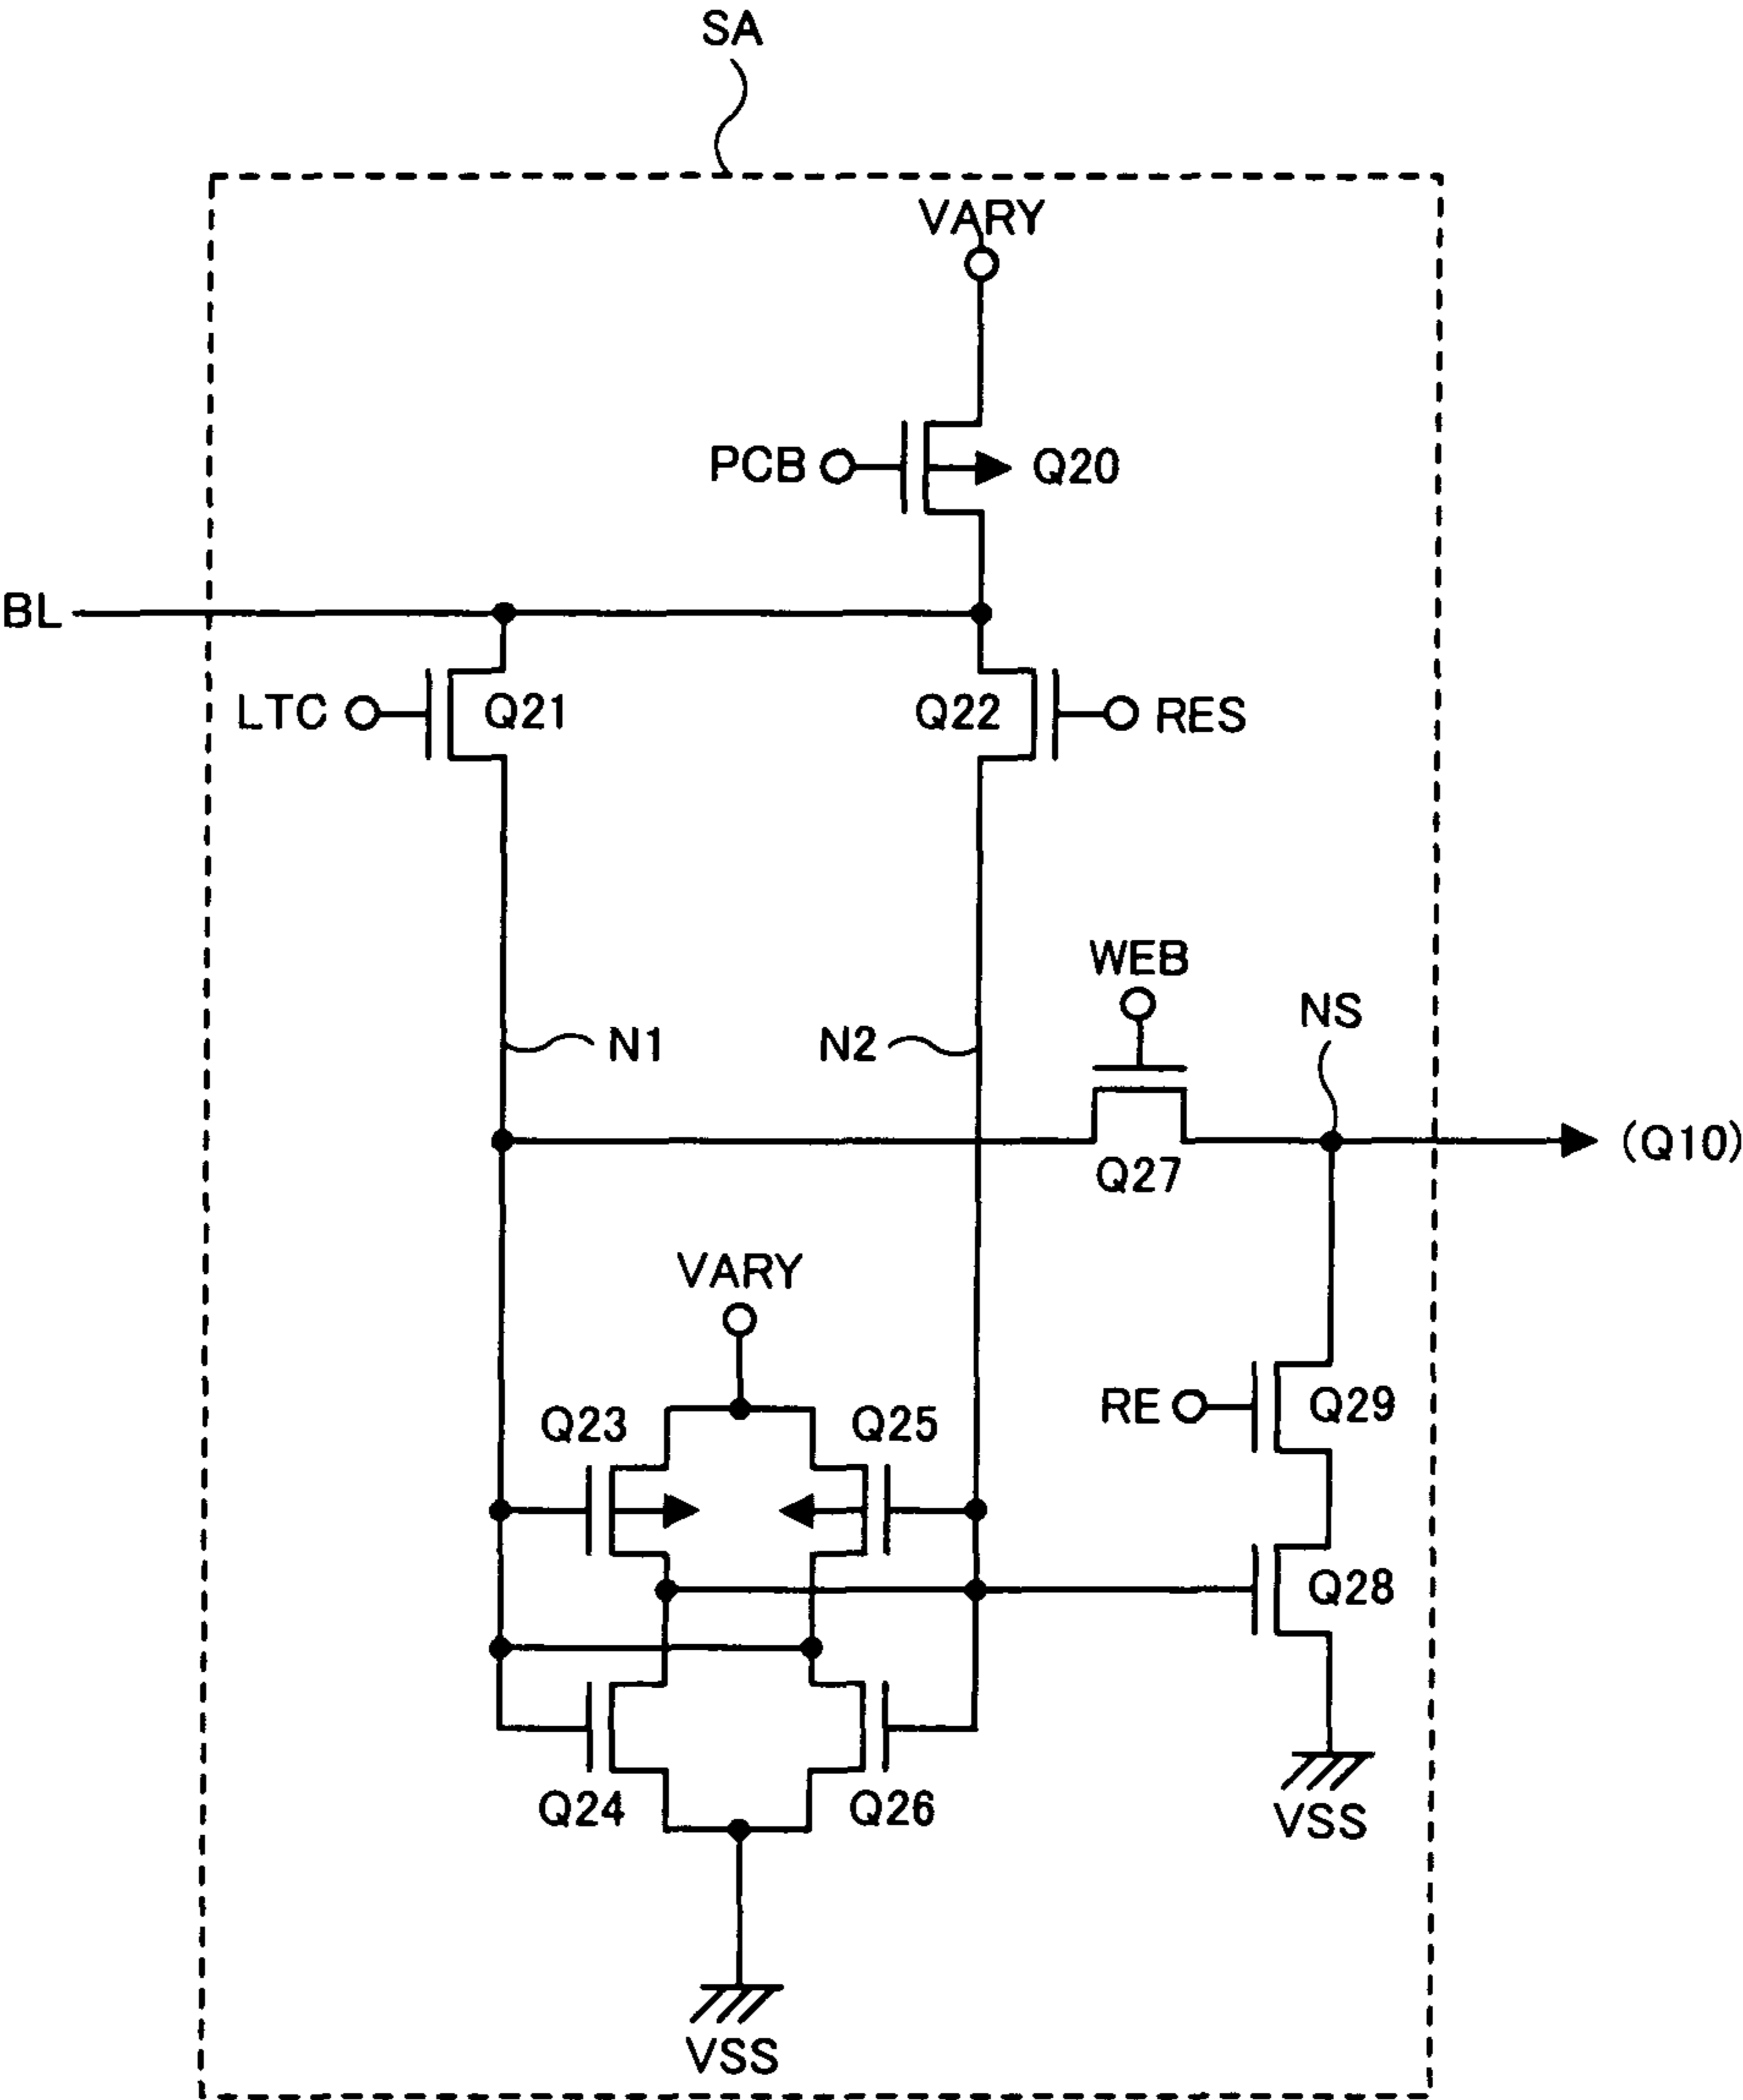 SA
VARY
PCB
Q20
BL
LTC
Q21
Q22
RES
WEB
NS
N1
N2
(Q10)
Q27
VARY
Q23
Q25
RE
Q29
Q28
Q24
Q26
VSS
VSS